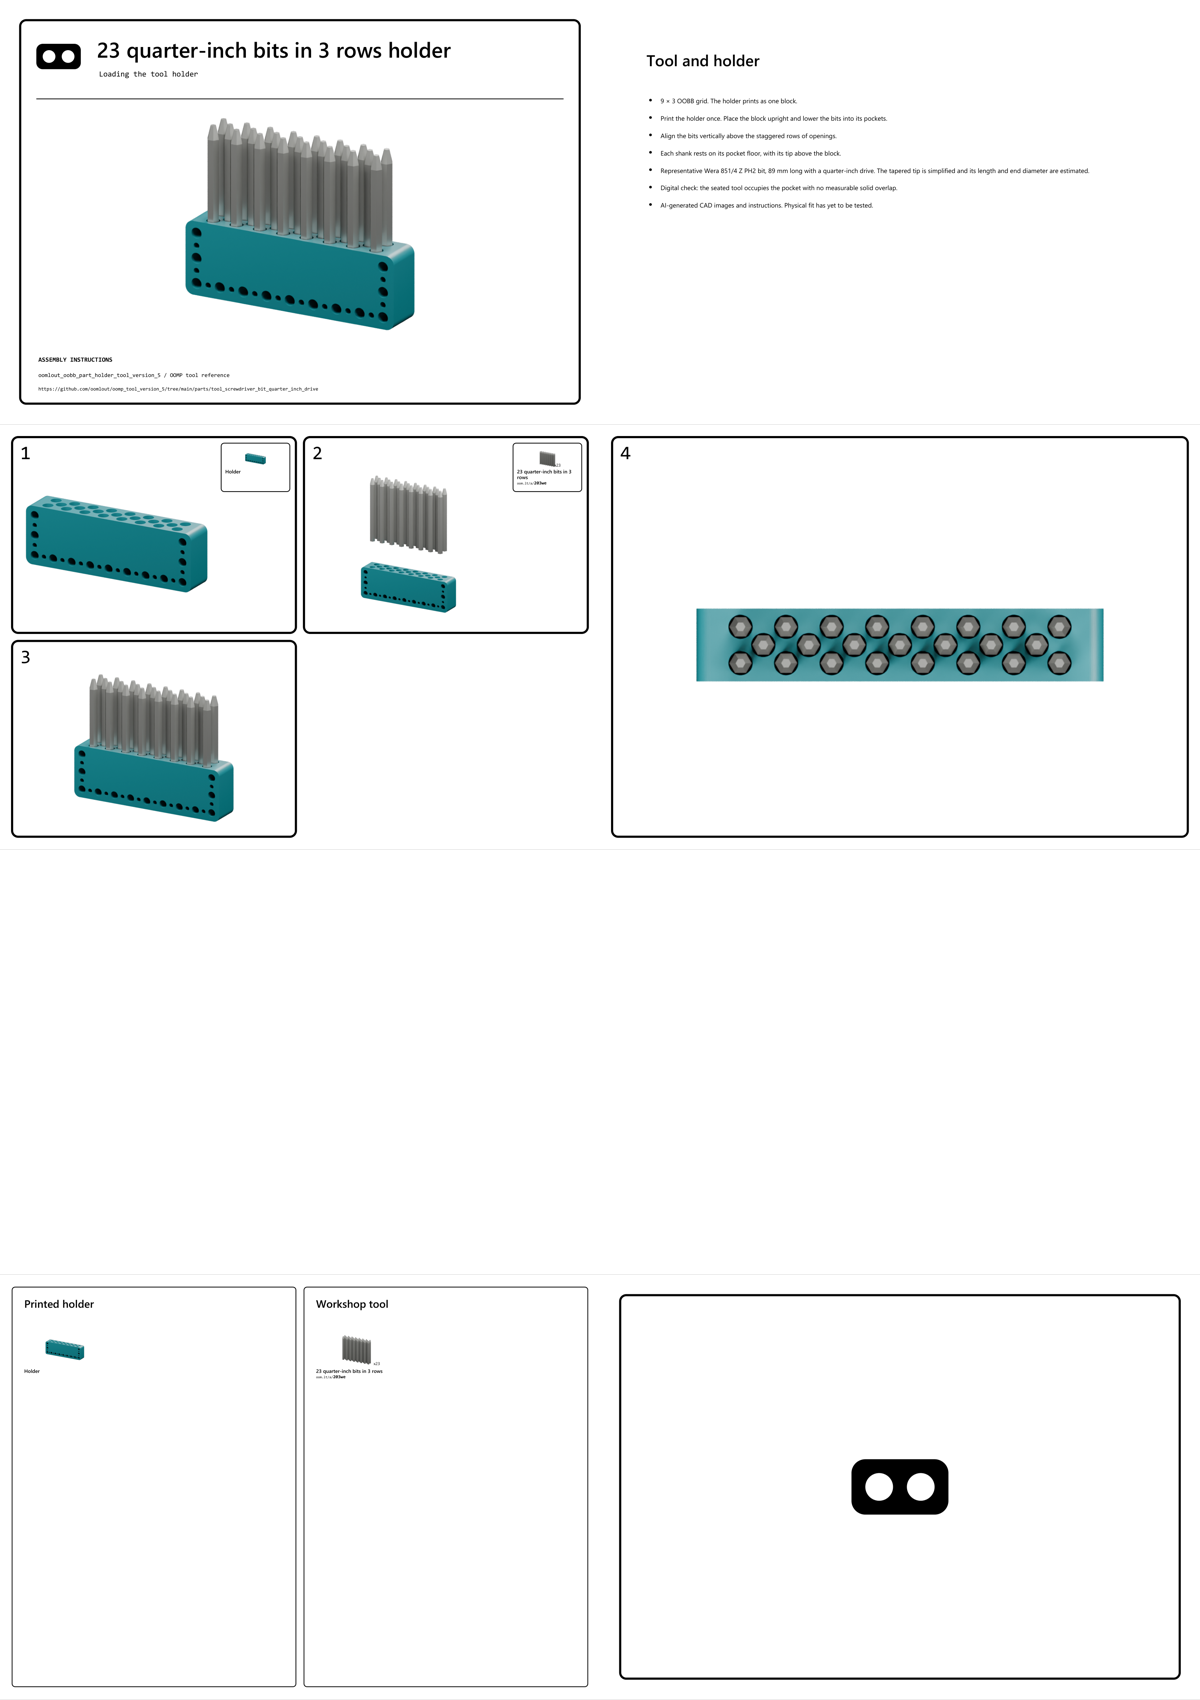 23 quarter-inch bits in 3 rows holder
Loading the tool holder
ASSEMBLY INSTRUCTIONS
oomlout_oobb_part_holder_tool_version_5 / OOMP tool reference
https://github.com/oomlout/oomp_tool_version_5/tree/main/parts/tool_screwdriver_bit_quarter_inch_drive
Tool and holder
• 9 × 3 OOBB grid. The holder prints as one block.
• Print the holder once. Place the block upright and lower the bits into its pockets.
• Align the bits vertically above the staggered rows of openings.
• Each shank rests on its pocket floor, with its tip above the block.
• Representative Wera 851/4 Z PH2 bit, 89 mm long with a quarter-inch drive. The tapered tip is simplified and its length and end diameter are estimated.
• Digital check: the seated tool occupies the pocket with no measurable solid overlap.
• AI-generated CAD images and instructions. Physical fit has yet to be tested.
1
Holder
2
x23
23 quarter-inch bits in 3
rows
3
4
Printed holder
Holder
Workshop tool
x23
23 quarter-inch bits in 3 rows